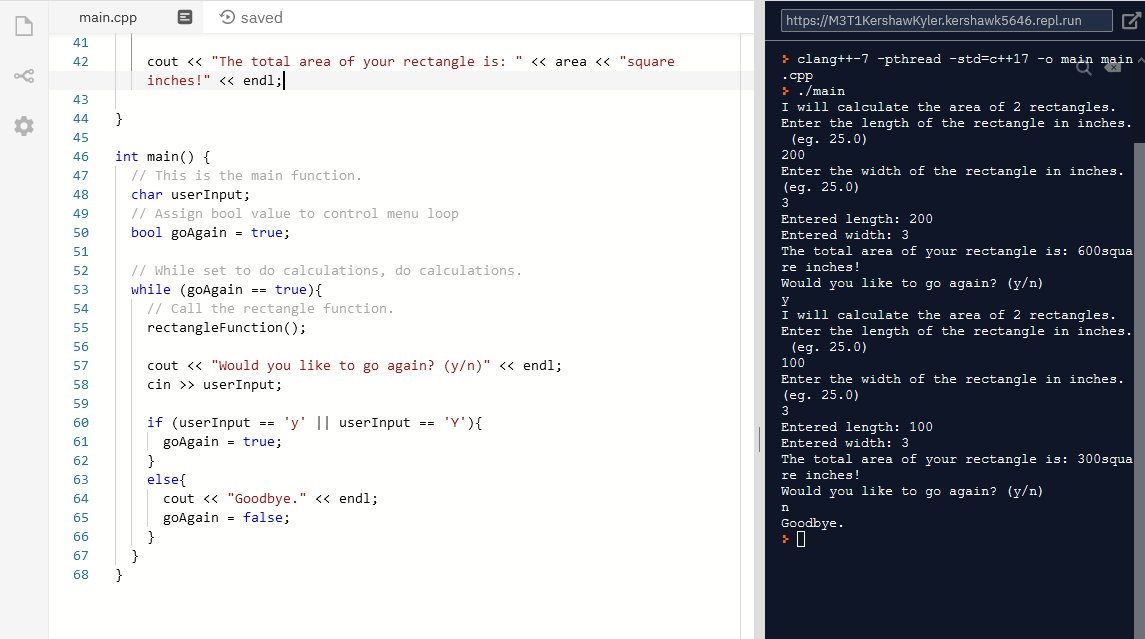 main.cpp
saved
41
42 cout << "The total area of your rectangle is: " << area << "square
inches!" << endl;
43
44 }
45
46 int main() {
47 // This is the main function.
48 char userInput;
49 // Assign bool value to control menu loop
50 bool goAgain = true;
51
52 // While set to do calculations, do calculations.
53 while (goAgain == true){
54 // Call the rectangle function.
55 rectangleFunction();
56
57 cout << "Would you like to go again? (y/n)" << endl;
58 cin >> userInput;
59
60 if (userInput == 'y' || userInput == 'Y'){
61 goAgain = true;
62 }
63 else{
64 cout << "Goodbye." << endl;
65 goAgain = false;
66 }
67 }
68 }
https://M3T1KershawKyler.kershawk5646.repl.run
clang++-7 -pthread -std=c++17 -o main main
.cpp
./main
I will calculate the area of 2 rectangles.
Enter the length of the rectangle in inches.
(eg. 25.0)
200
Enter the width of the rectangle in inches.
(eg. 25.0)
3
Entered length: 200
Entered width: 3
The total area of your rectangle is: 600squa
re inches!
Would you like to go again? (y/n)
y
I will calculate the area of 2 rectangles.
Enter the length of the rectangle in inches.
(eg. 25.0)
100
Enter the width of the rectangle in inches.
(eg. 25.0)
3
Entered length: 100
Entered width: 3
The total area of your rectangle is: 300squa
re inches!
Would you like to go again? (y/n)
n
Goodbye.